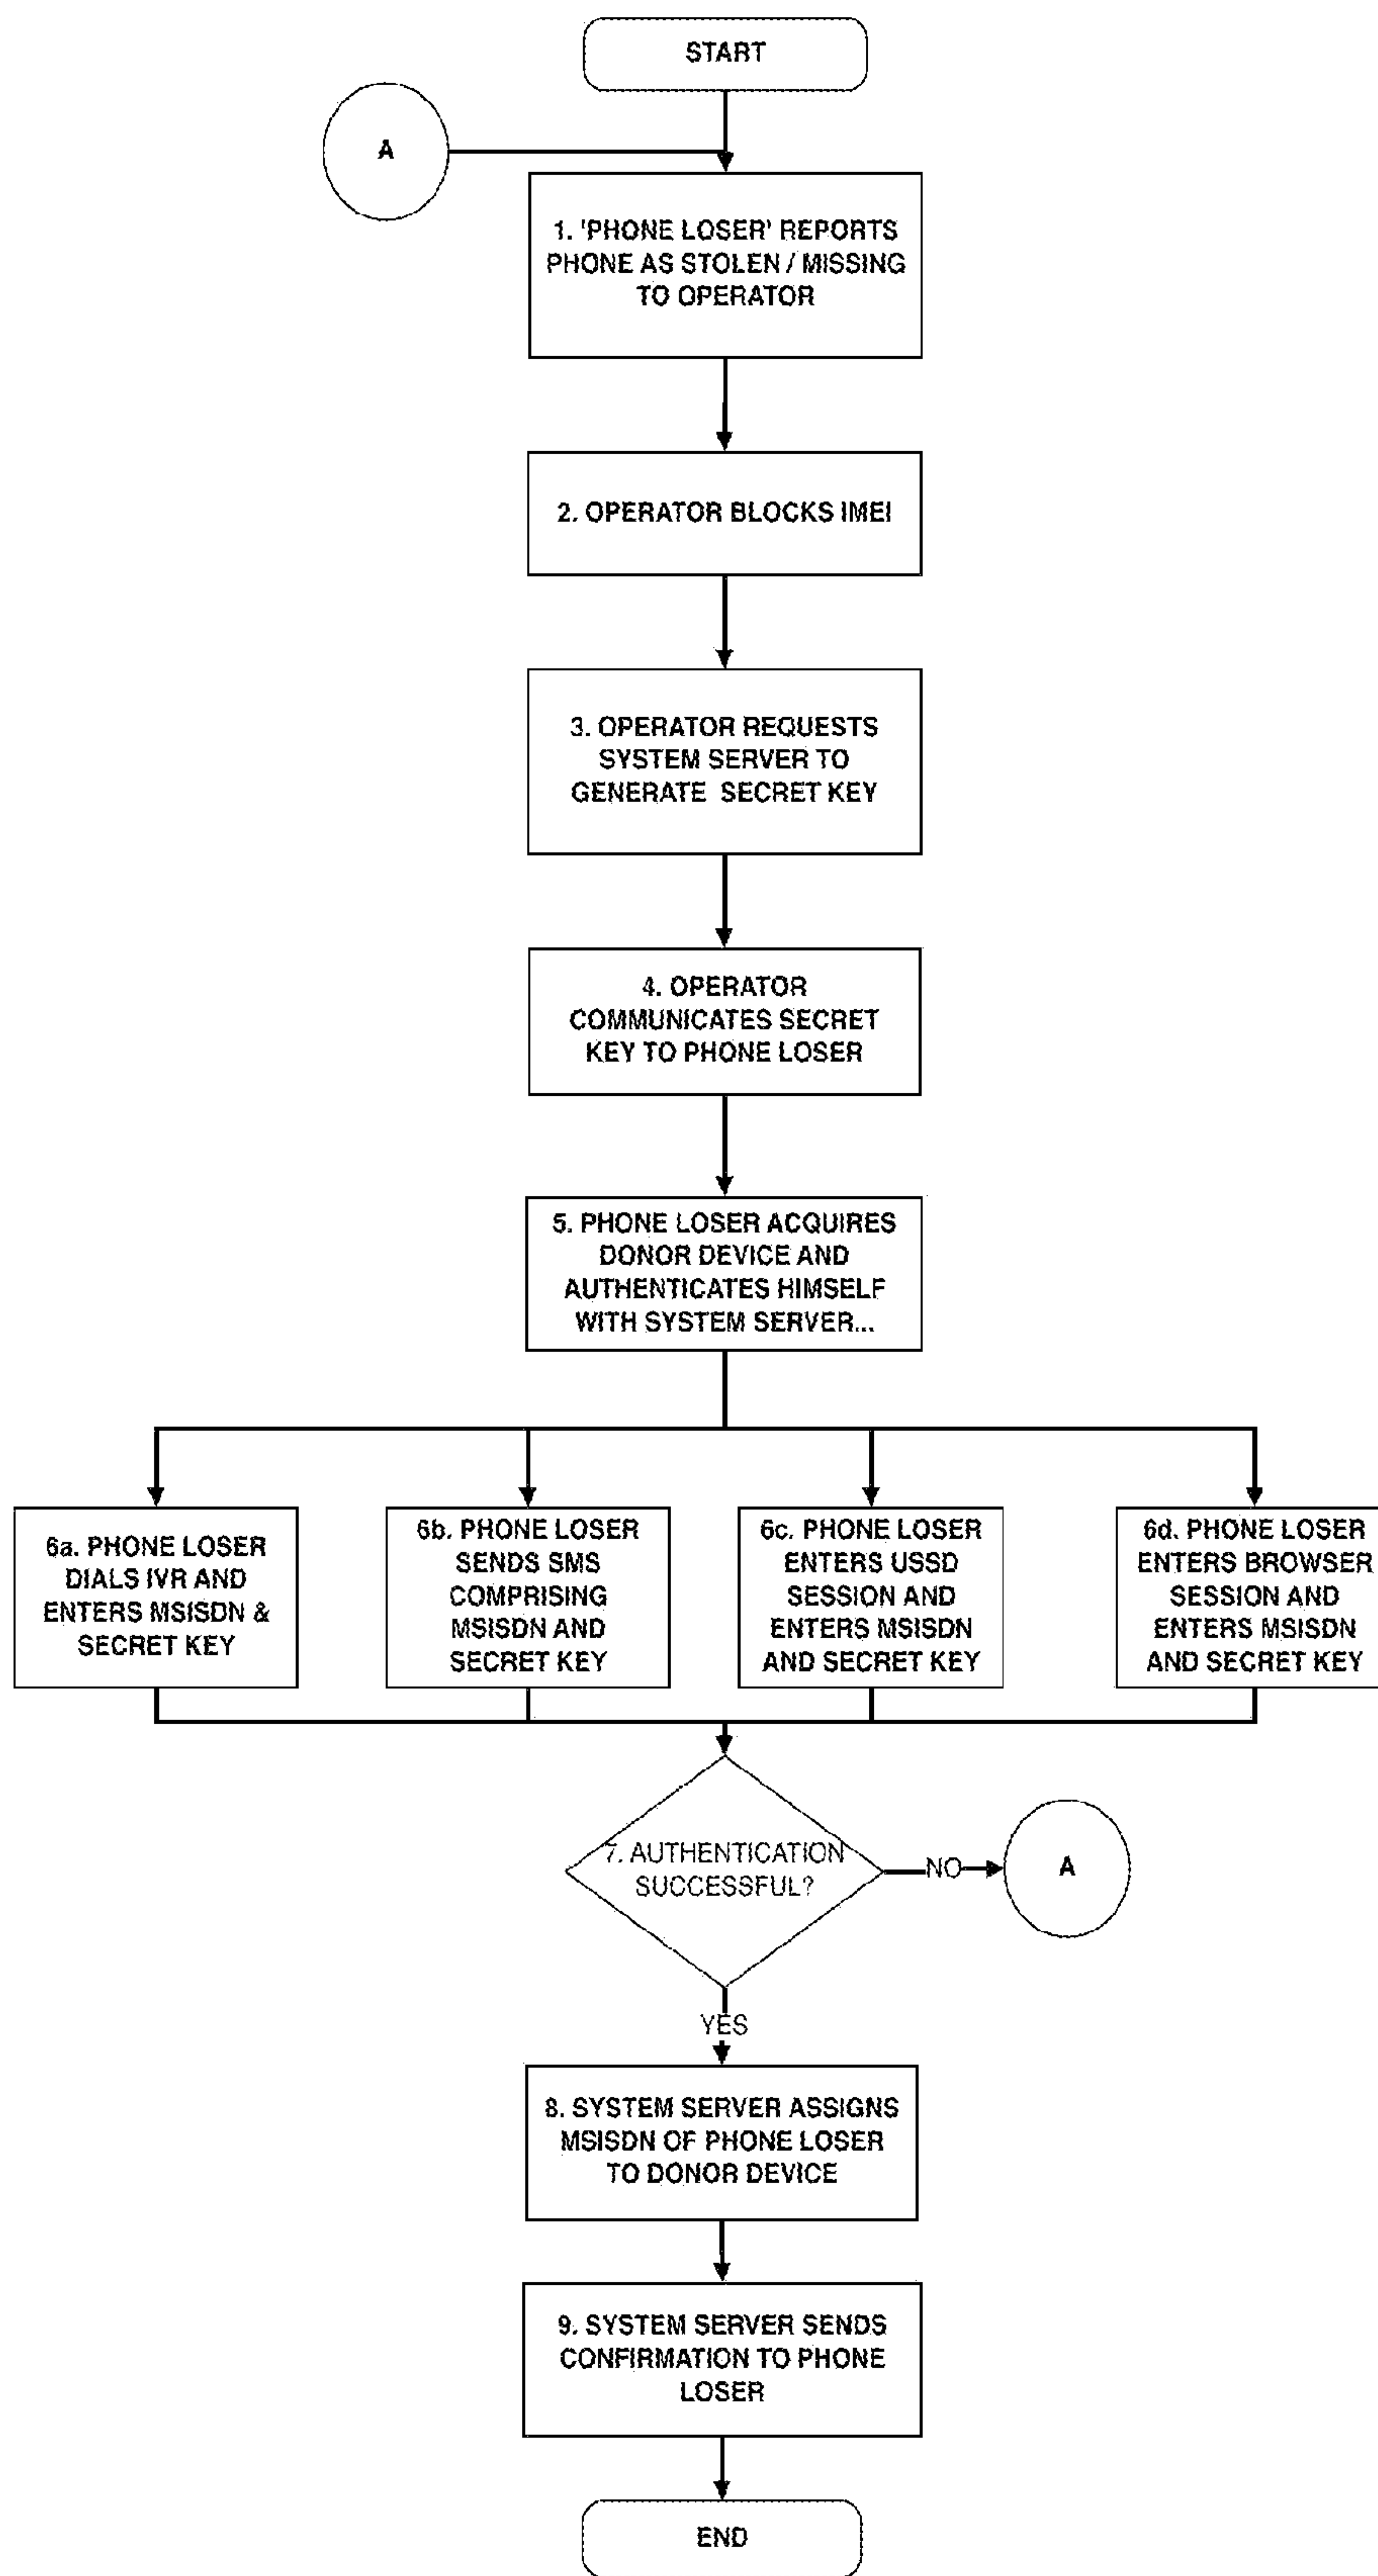 START
A
1. 'PHONE LOSER' REPORTS
PHONE AS STOLEN / MISSING
TO OPERATOR
2. OPERATOR BLOCKS IMEI
3. OPERATOR REQUESTS
SYSTEM SERVER TO
GENERATE SECRET KEY
4. OPERATOR
COMMUNICATES SECRET
KEY TO PHONE LOSER
5. PHONE LOSER ACQUIRES
DONOR DEVICE AND
AUTHENTICATES HIMSELF
WITH SYSTEM SERVER...
6a. PHONE LOSER
DIALS IVR AND
ENTERS MSISDN &
SECRET KEY
6b. PHONE LOSER
SENDS SMS
COMPRISING
MSISDN AND
SECRET KEY
6c. PHONE LOSER
ENTERS USSD
SESSION AND
ENTERS MSISDN
AND SECRET KEY
6d. PHONE LOSER
ENTERS BROWSER
SESSION AND
ENTERS MSISDN
AND SECRET KEY
7. AUTHENTICATION
SUCCESSFUL?
NO
A
YES
8. SYSTEM SERVER ASSIGNS
MSISDN OF PHONE LOSER
TO DONOR DEVICE
9. SYSTEM SERVER SENDS
CONFIRMATION TO PHONE
LOSER
END